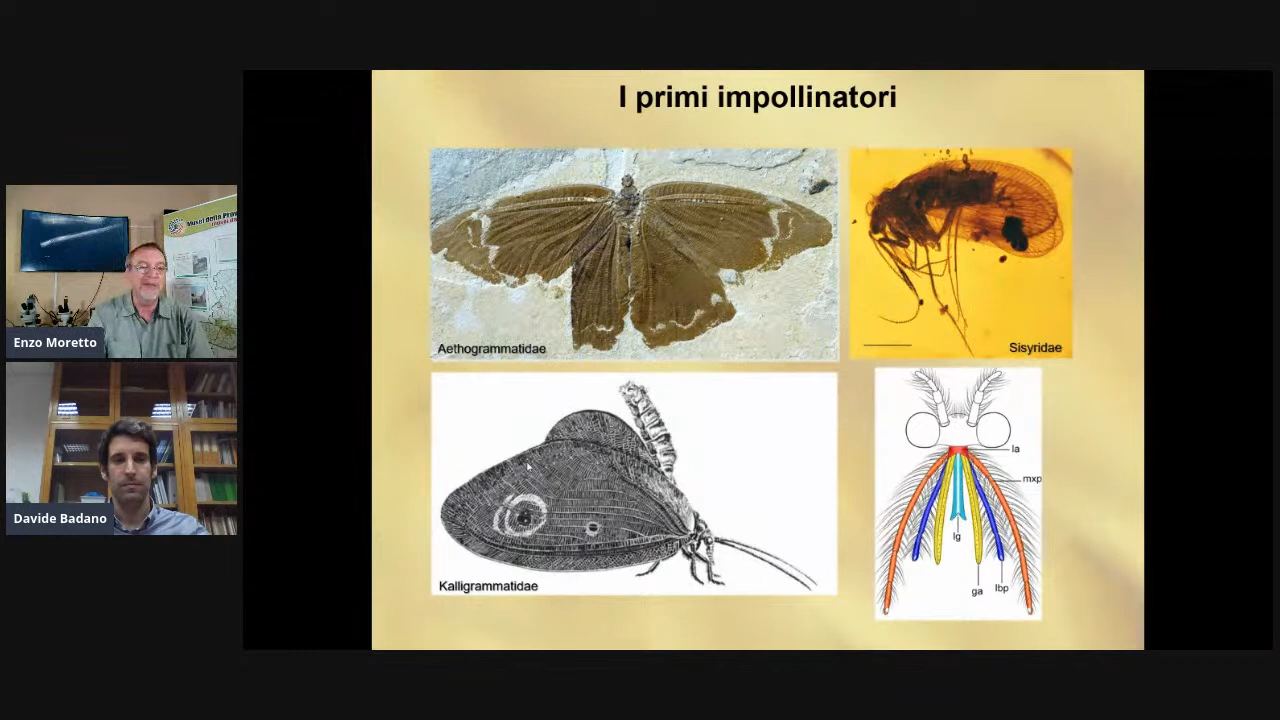 I primi impollinatori
Aethogrammatidae
Sisyridae
Kalligrammatidae
la
mxp
lg
ga
lbp
Enzo Moretto
Davide Badano